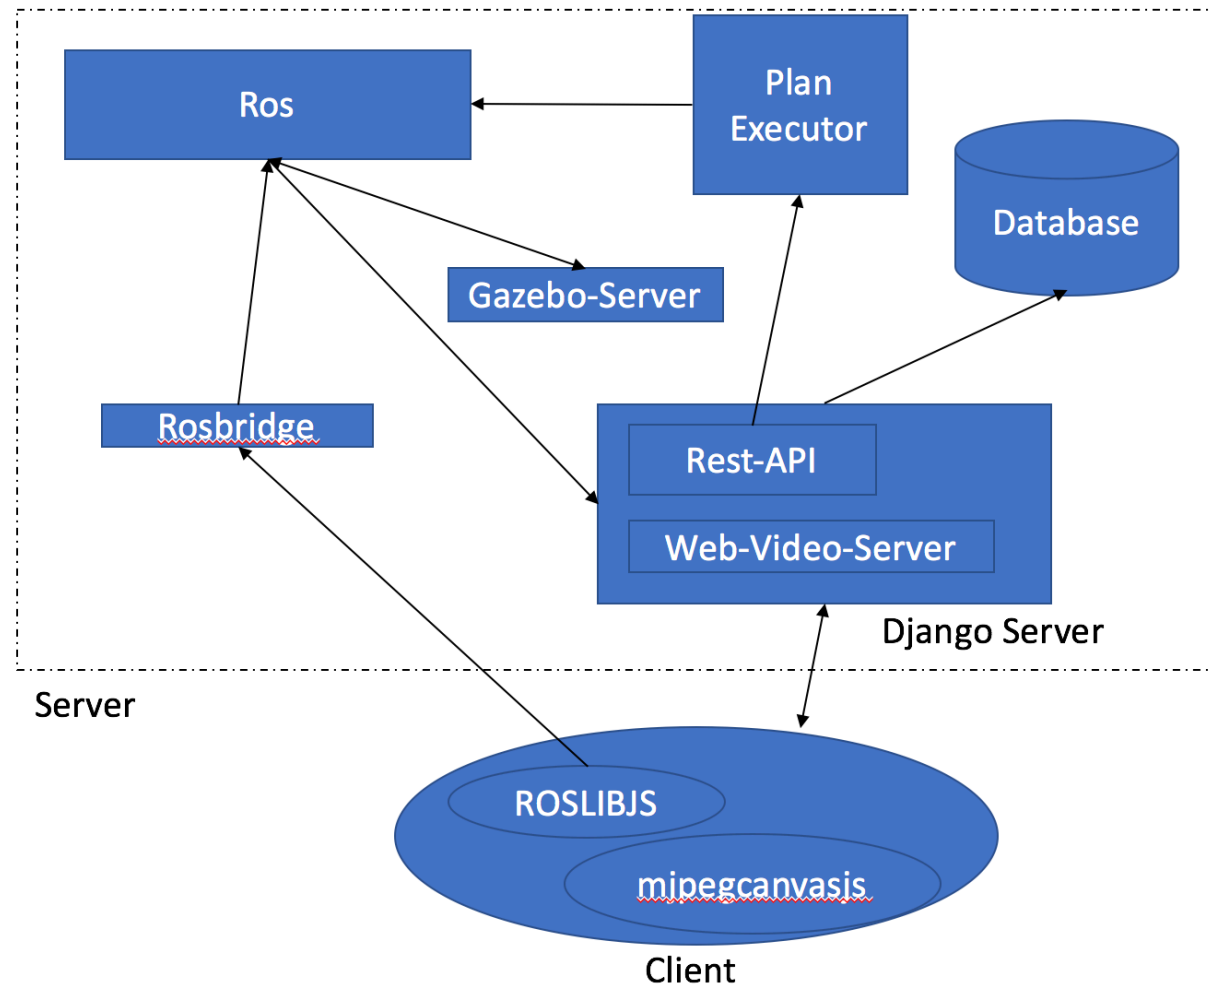 Ros
Plan
Executor
Database
Gazebo-Server
Rosbridge
Rest-API
Web-Video-Server
Django Server
Server
ROSLIBJS
mjpegcanvasjs
Client